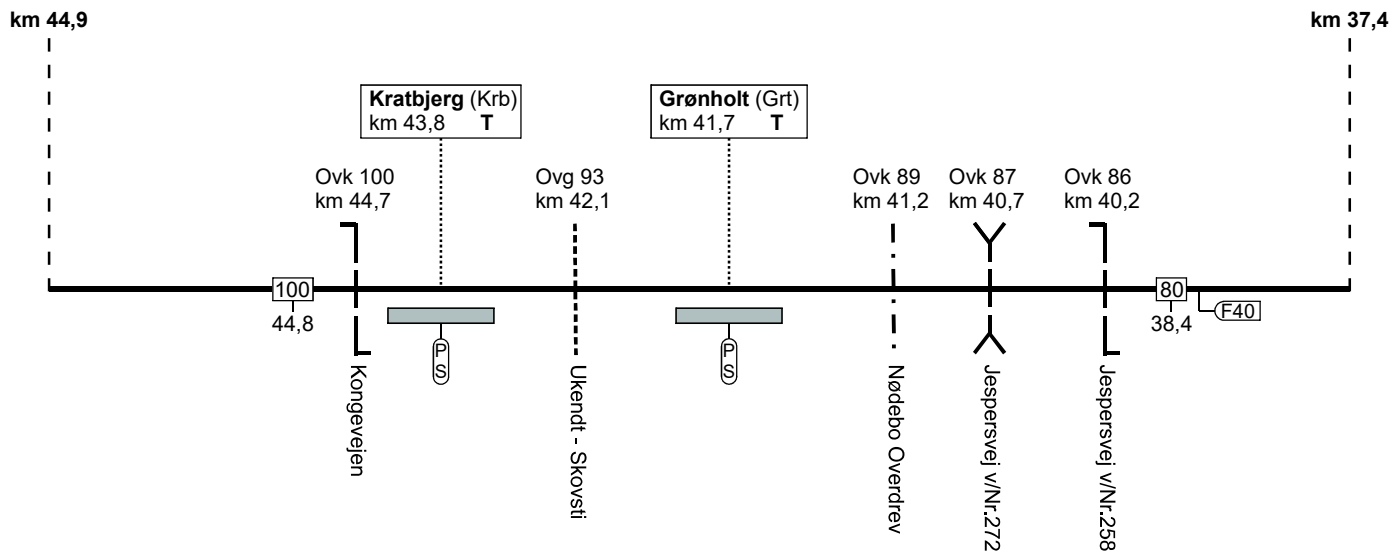 km 44,9
km 37,4
Kratbjerg (Krb)
km 43,8 T
Grønholt (Grt)
km 41,7 T
Ovk 100
km 44,7
Ovg 93
km 42,1
Ovk 89
km 41,2
Ovk 87
km 40,7
Ovk 86
km 40,2
100
44,8
80
38,4
F40
P
S
P
S
Kongevejen
Ukendt - Skovsti
Nødebo Overdrev
Jespersvej v/Nr.272
Jespersvej v/Nr.258